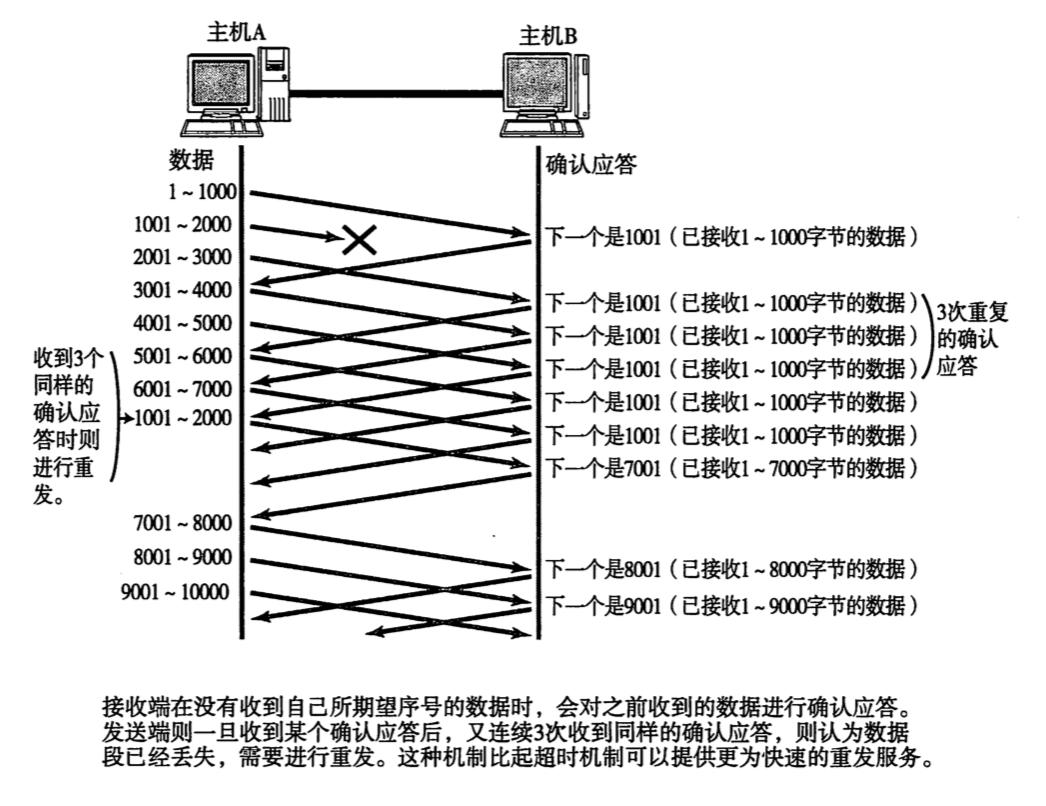 主机A
主机B
数据
确认应答
1~1000
1001~2000
2001~3000
3001~4000
4001~5000
5001~6000
6001~7000
1001~2000
7001~8000
8001~9000
9001~10000
收到3个
同样的
确认应
答时则
进行重
发。
下一个是1001（已接收1~1000字节的数据）
下一个是1001（已接收1~1000字节的数据）
下一个是1001（已接收1~1000字节的数据）
下一个是1001（已接收1~1000字节的数据）
下一个是1001（已接收1~1000字节的数据）
下一个是1001（已接收1~1000字节的数据）
下一个是7001（已接收1~7000字节的数据）
下一个是8001（已接收1~8000字节的数据）
下一个是9001（已接收1~9000字节的数据）
3次重复
的确认
应答
接收端在没有收到自己所期望序号的数据时，会对之前收到的数据进行确认应答。
发送端则一旦收到某个确认应答后，又连续3次收到同样的确认应答，则认为数据
段已经丢失，需要进行重发。这种机制比起超时机制可以提供更为快速的重发服务。